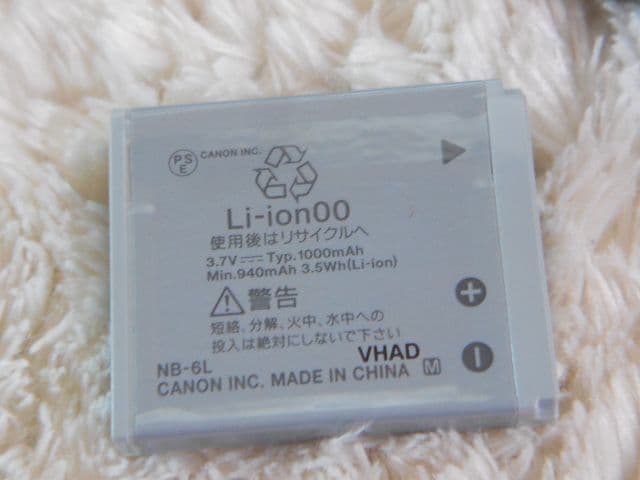 PSE CANON INC.
Li-ion00
使用後はリサイクルへ
3.7V⎓Typ.1000mAh
Min.940mAh 3.5Wh(Li-ion)
警告
短絡、分解、火中、水中への
投入は絶対にしないで下さい
VHAD
NB-6L
CANON INC. MADE IN CHINA M